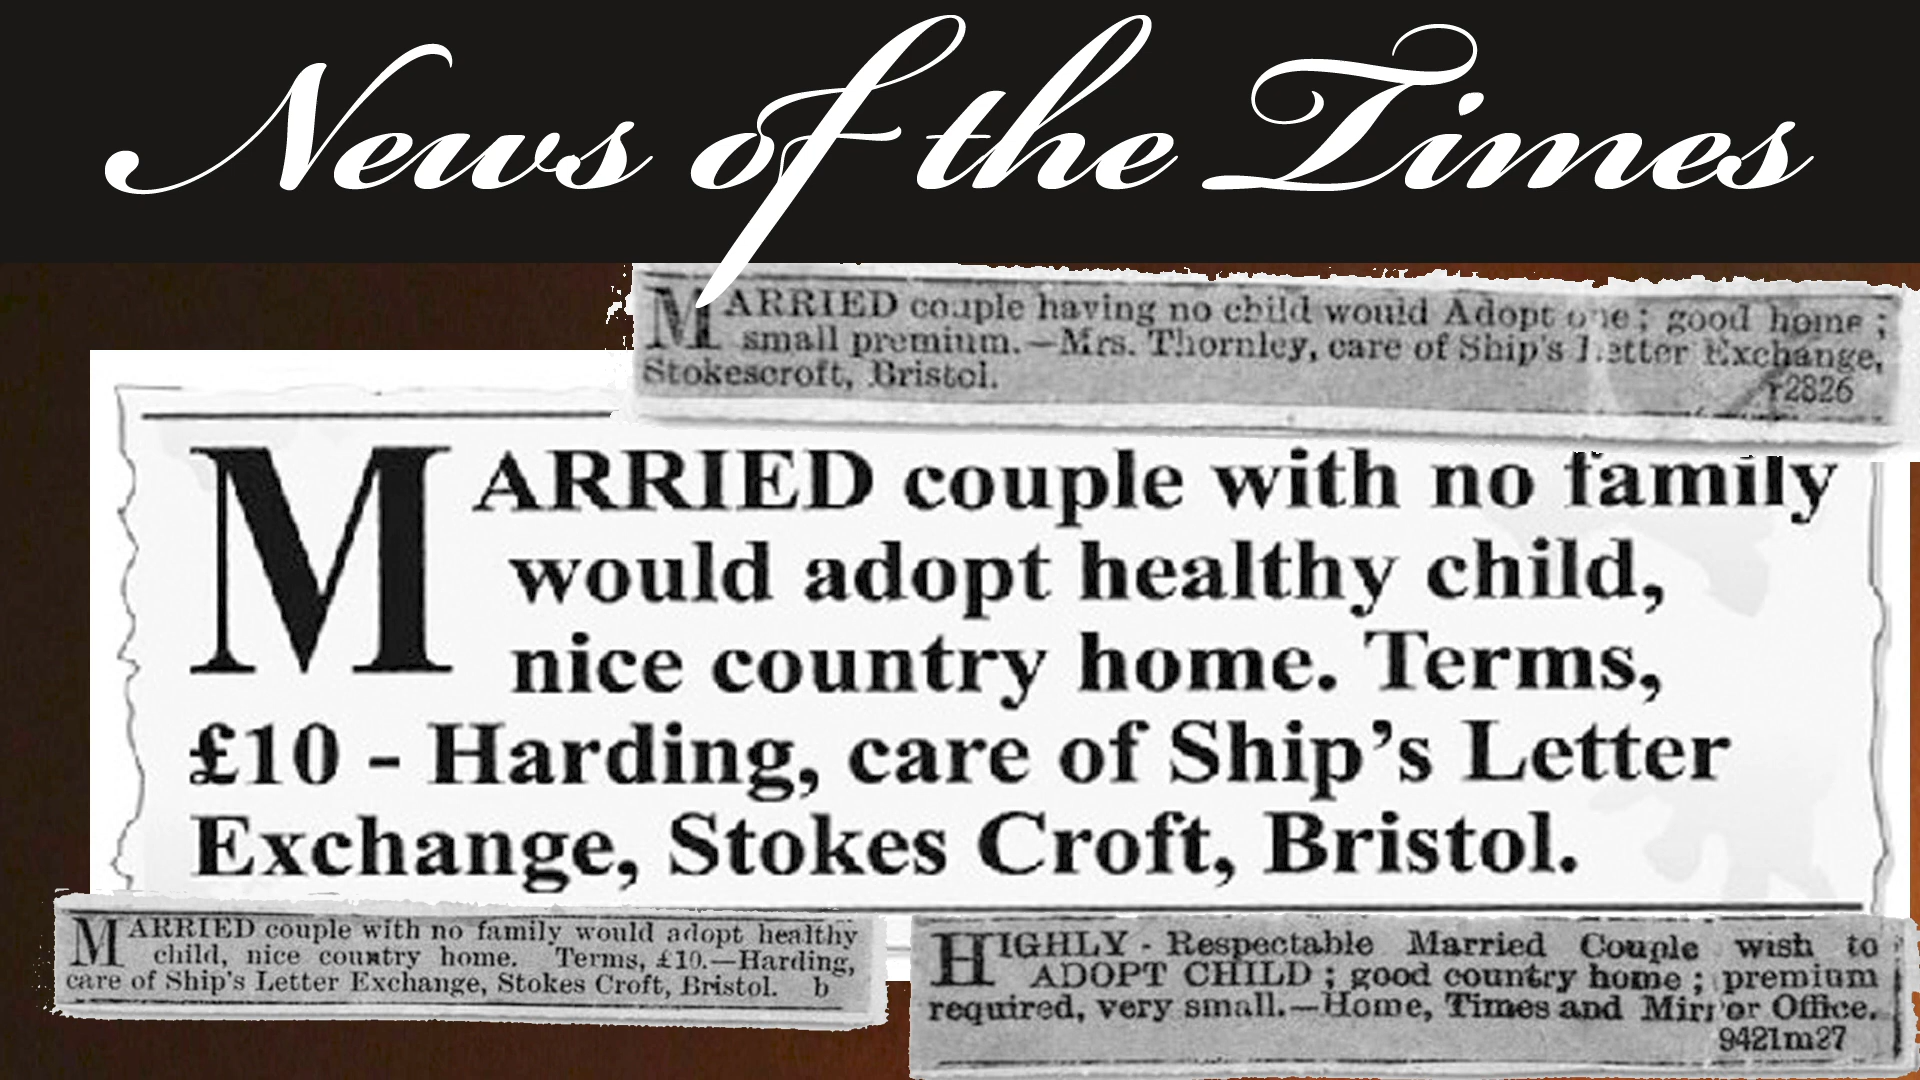 News of the Times
MARRIED couple having no child would Adopt one; good home;
small premium.—Mrs. Thornley, care of Ship's Letter Exchange,
Stokescroft, Bristol.
r2826
MARRIED couple with no family
would adopt healthy child,
nice country home. Terms,
£10 - Harding, care of Ship’s Letter
Exchange, Stokes Croft, Bristol.
MARRIED couple with no family would adopt healthy
child, nice country home. Terms, £10.—Harding,
care of Ship's Letter Exchange, Stokes Croft, Bristol. b
HIGHLY - Respectable Married Couple wish to
ADOPT CHILD ; good country home ; premium
required, very small.—Home, Times and Mirror Office.
9421m27